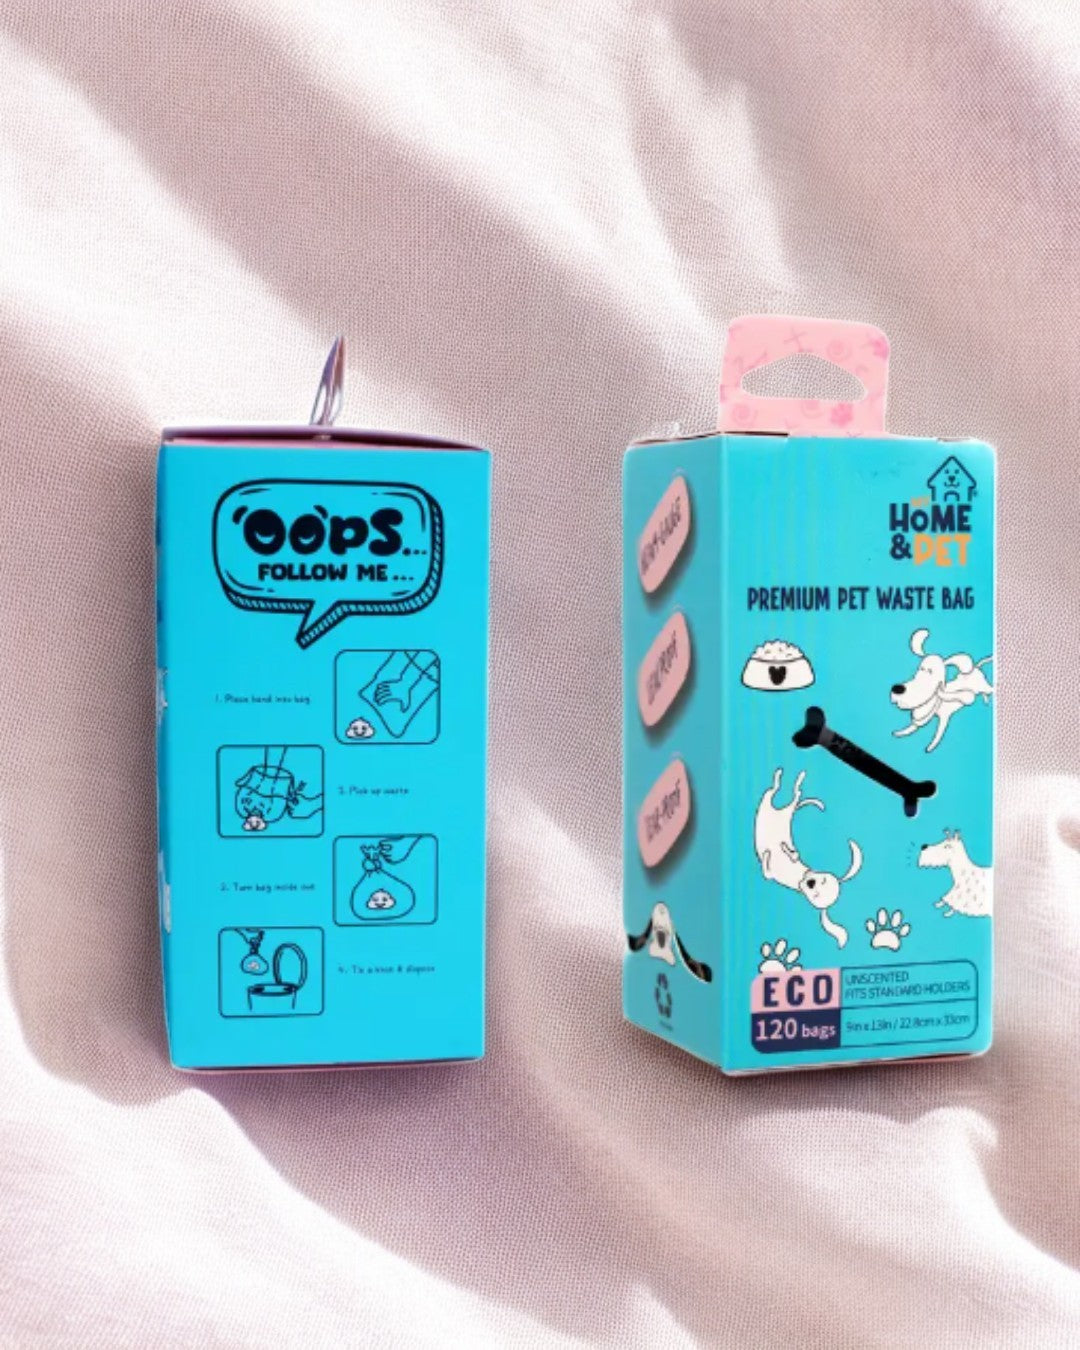 OOPS...
FOLLOW ME...
1. Place hand into bag
3. Pick up waste
2. Turn bag inside out
4. Tie a knot & dispose
HOME
& PET
PREMIUM PET WASTE BAG
LEAK-PROOF
ECO
UNSCENTED
FITS STANDARD HOLDERS
120 bags
9in x 13in / 22.8cm x 33cm